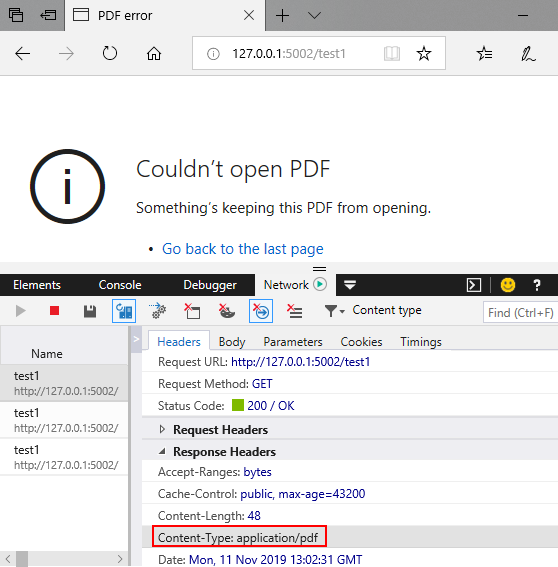 PDF error
127.0.0.1:5002/test1
i
Couldn't open PDF
Something's keeping this PDF from opening.
• Go back to the last page
Elements Console Debugger Network ?
Content type Find (Ctrl+F)
Name
> Headers Body Parameters Cookies Timings
test1
http://127.0.0.1:5002/
test1
http://127.0.0.1:5002/
test1
http://127.0.0.1:5002/
Request URL: http://127.0.0.1:5002/test1
Request Method: GET
Status Code: 200 / OK
Request Headers
Response Headers
Accept-Ranges: bytes
Cache-Control: public, max-age=43200
Content-Length: 48
Content-Type: application/pdf
Date: Mon, 11 Nov 2019 13:02:31 GMT